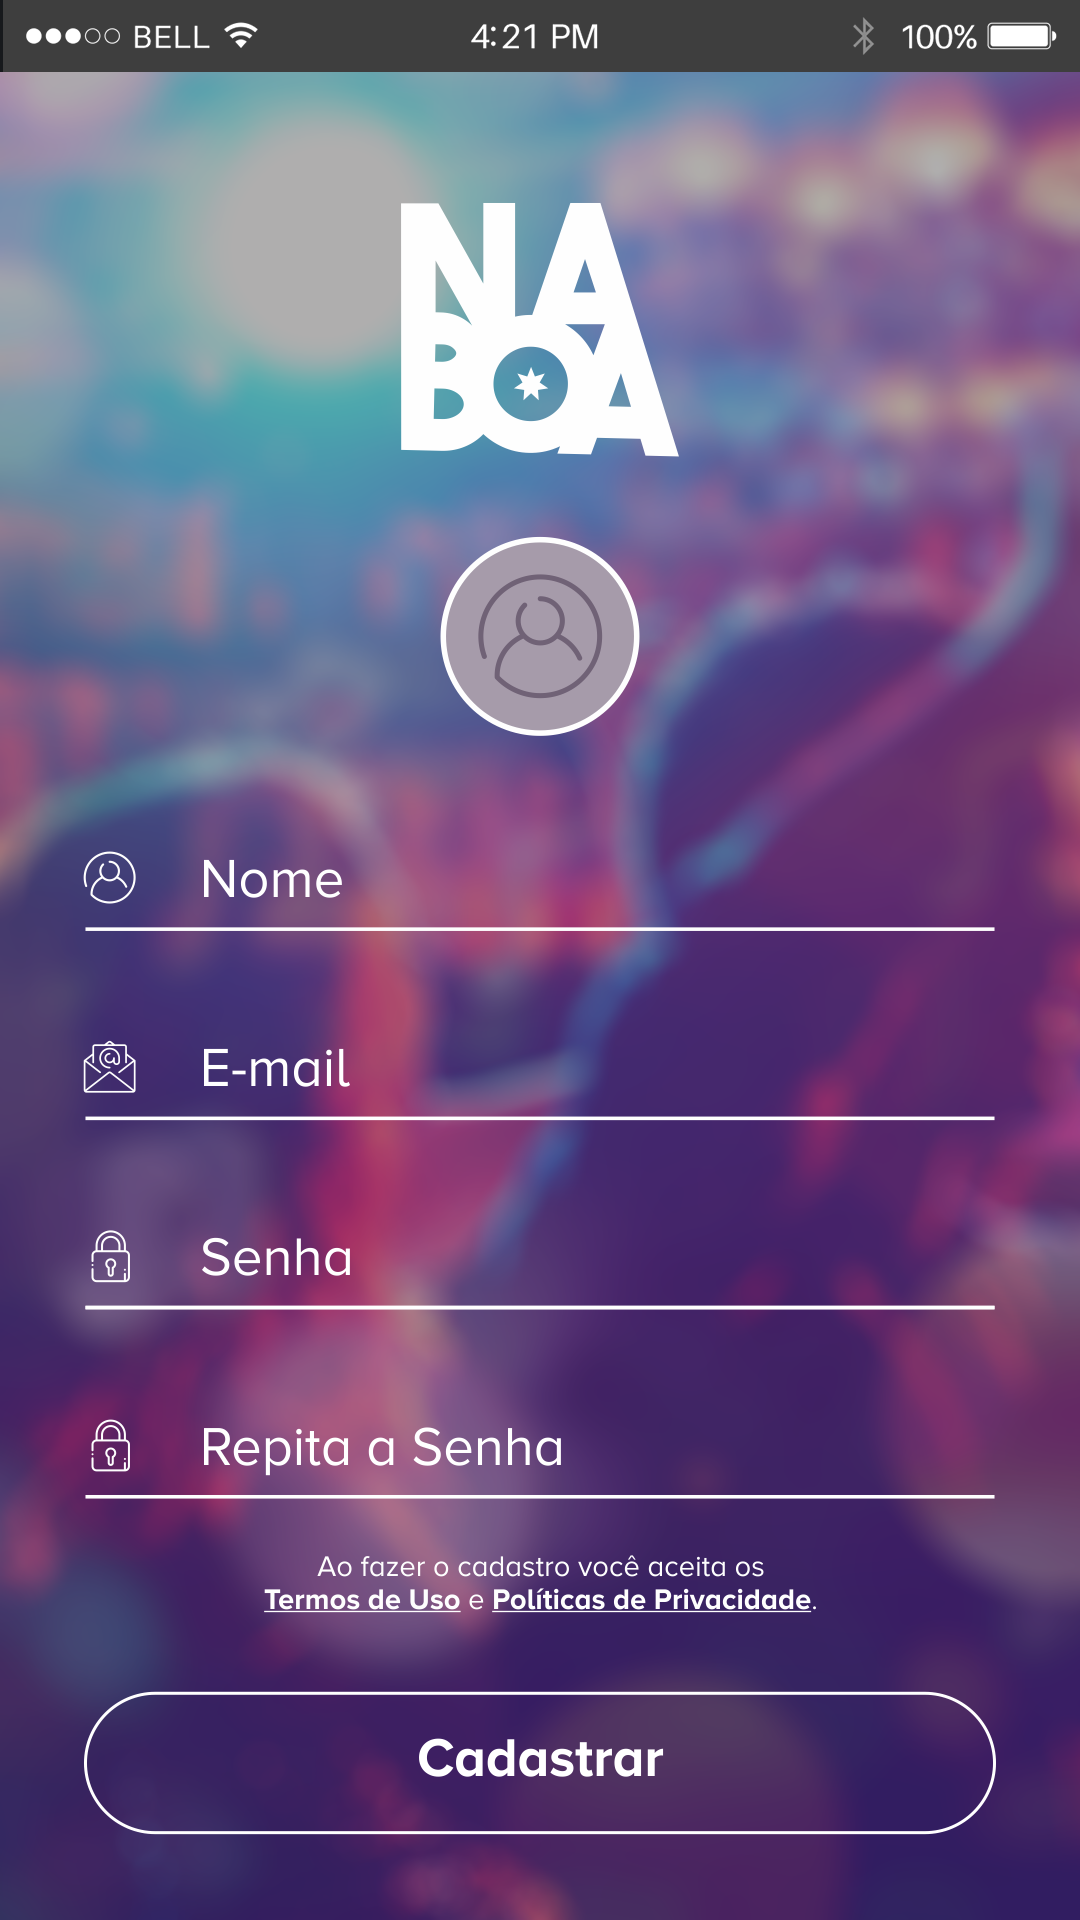 BELL 4:21 PM 100%
NA
BOA
Nome
E-mail
Senha
Repita a Senha
Ao fazer o cadastro você aceita os
Termos de Uso e Políticas de Privacidade.
Cadastrar